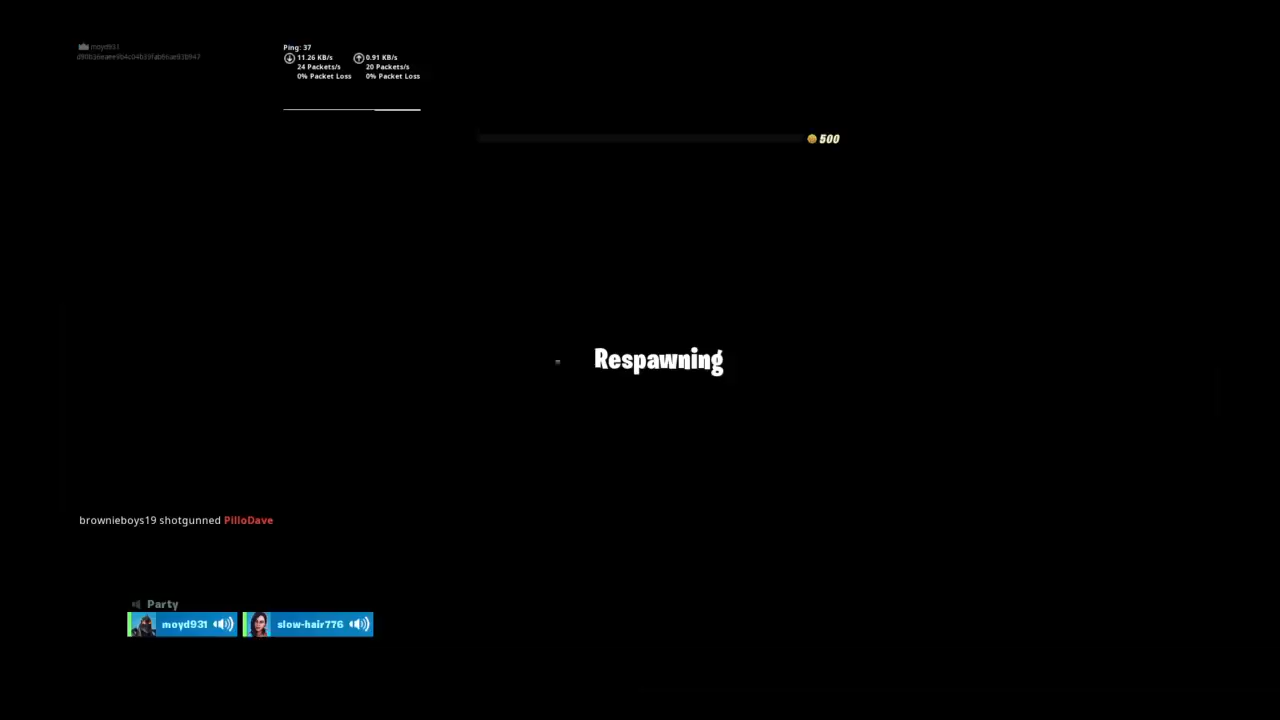 moyd931
Ping: 37
11.26 KB/s
0.91 KB/s
24 Packets/s
20 Packets/s
0% Packet Loss
0% Packet Loss
500
Respawning
brownieboys19 shotgunned PilloDave
Party
moyd931
slow-hair776